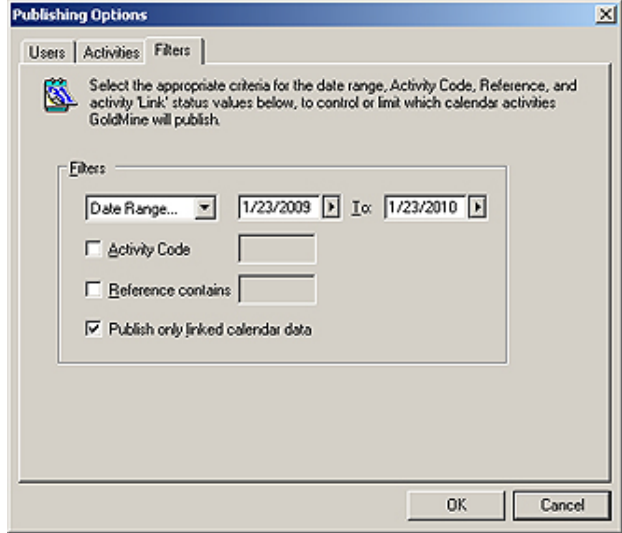 Publishing Options
Users Activities Filters
Select the appropriate criteria for the date range, Activity Code, Reference, and
activity 'Link' status values below, to control or limit which calendar activities
GoldMine will publish.
Filters
Date Range... 1/23/2009 To: 1/23/2010
Activity Code
Reference contains
Publish only linked calendar data
OK Cancel